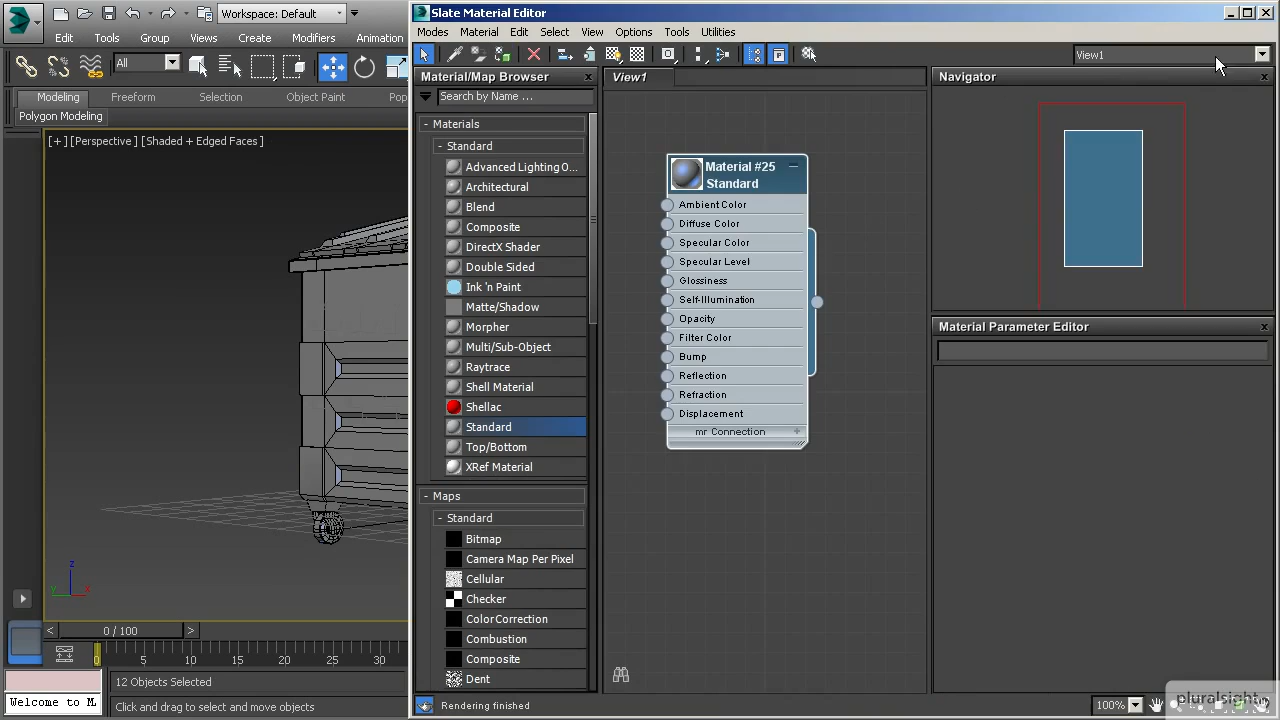 Workspace: Default
Edit
Tools
Group
Views
Create
Modifiers
Animation
All
Modeling
Freeform
Selection
Object Paint
Pop
Polygon Modeling
[+] [Perspective] [Shaded + Edged Faces]
z
y
x
0 / 100
0
5
10
15
20
25
30
12 Objects Selected
Welcome to M
Click and drag to select and move objects
Slate Material Editor
Modes
Material
Edit
Select
View
Options
Tools
Utilities
View1
Material/Map Browser
Search by Name ...
- Materials
- Standard
Advanced Lighting O...
Architectural
Blend
Composite
DirectX Shader
Double Sided
Ink 'n Paint
Matte/Shadow
Morpher
Multi/Sub-Object
Raytrace
Shell Material
Shellac
Standard
Top/Bottom
XRef Material
- Maps
- Standard
Bitmap
Camera Map Per Pixel
Cellular
Checker
Color Correction
Combustion
Composite
Dent
View1
Material #25
Standard
Ambient Color
Diffuse Color
Specular Color
Specular Level
Glossiness
Self-Illumination
Opacity
Filter Color
Bump
Reflection
Refraction
Displacement
mr Connection +
Navigator
Material Parameter Editor
Rendering finished
100%
pluralsight